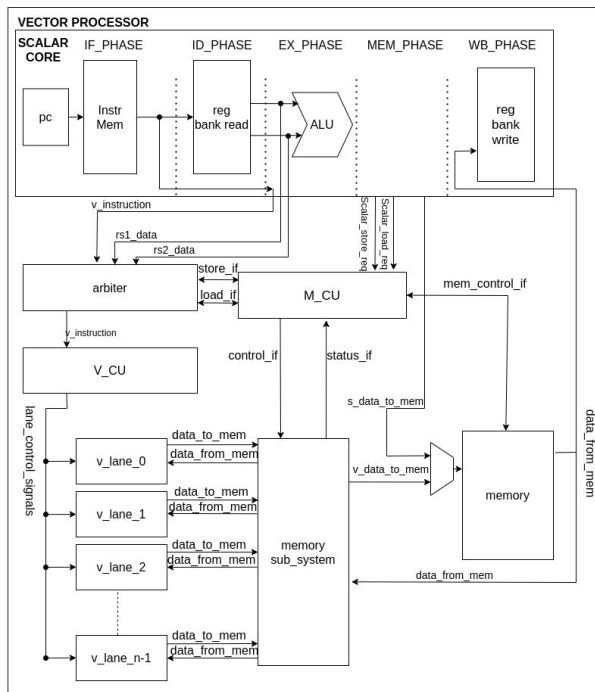 VECTOR PROCESSOR
SCALAR CORE
IF_PHASE
ID_PHASE
EX_PHASE
MEM_PHASE
WB_PHASE
pc
Instr
Mem
reg
bank read
ALU
reg
bank
write
v_instruction
rs1_data
rs2_data
Scalar_store_req
Scalar_load_req
arbiter
store_if
load_if
M_CU
mem_control_if
v_instruction
V_CU
control_if
status_if
s_data_to_mem
data_from_mem
lane_control_signals
v_lane_0
data_to_mem
data_from_mem
v_lane_1
data_to_mem
data_from_mem
v_lane_2
data_to_mem
data_from_mem
v_lane_n-1
data_to_mem
data_from_mem
memory
sub_system
v_data_to_mem
memory
data_from_mem